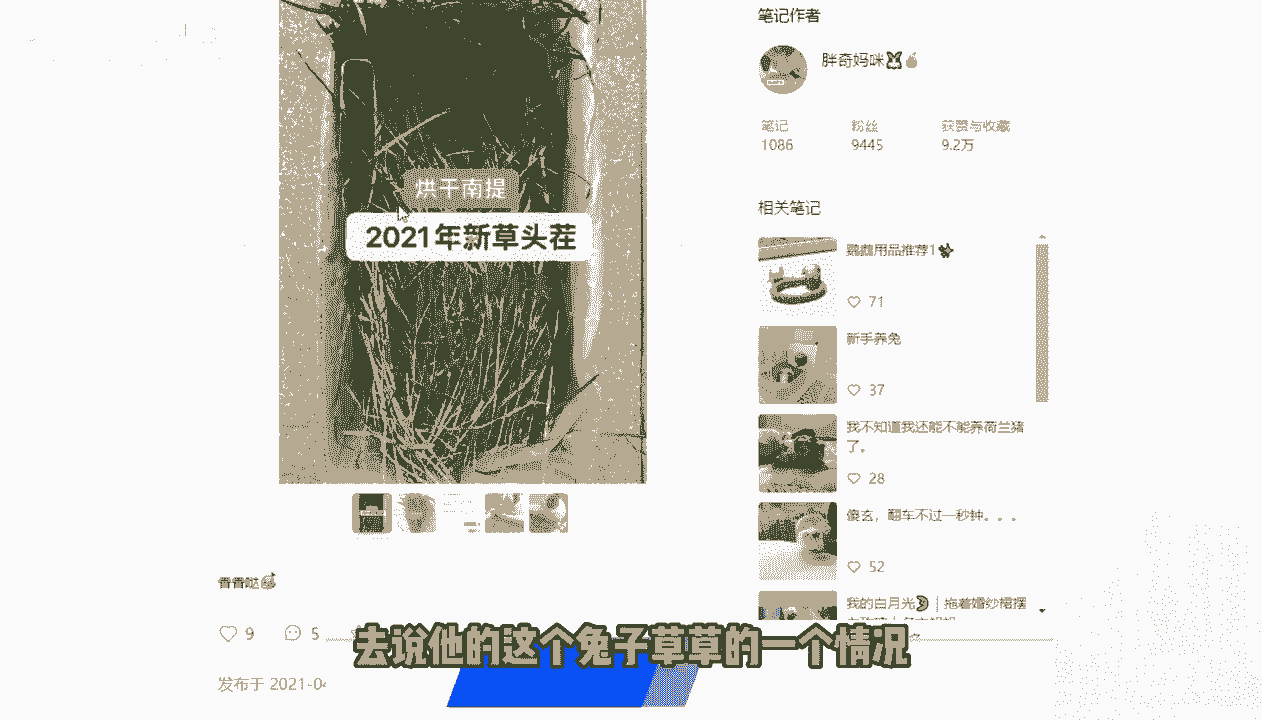 笔记作者
胖奇妈咪
笔记 粉丝 获赞与收藏
1086 9445 9.2万
烘干南提
2021年新草头茬
相关笔记
鹦鹉用品推荐1
71
新手养兔
37
我不知道我还能不能养荷兰猪
了。
28
傻玄，翻车不过一秒钟。。。
52
我的白月光 | 拖着婚纱裙摆
香香哒
9 5
去说他的这个兔子草草的一个情况
发布于 2021-04